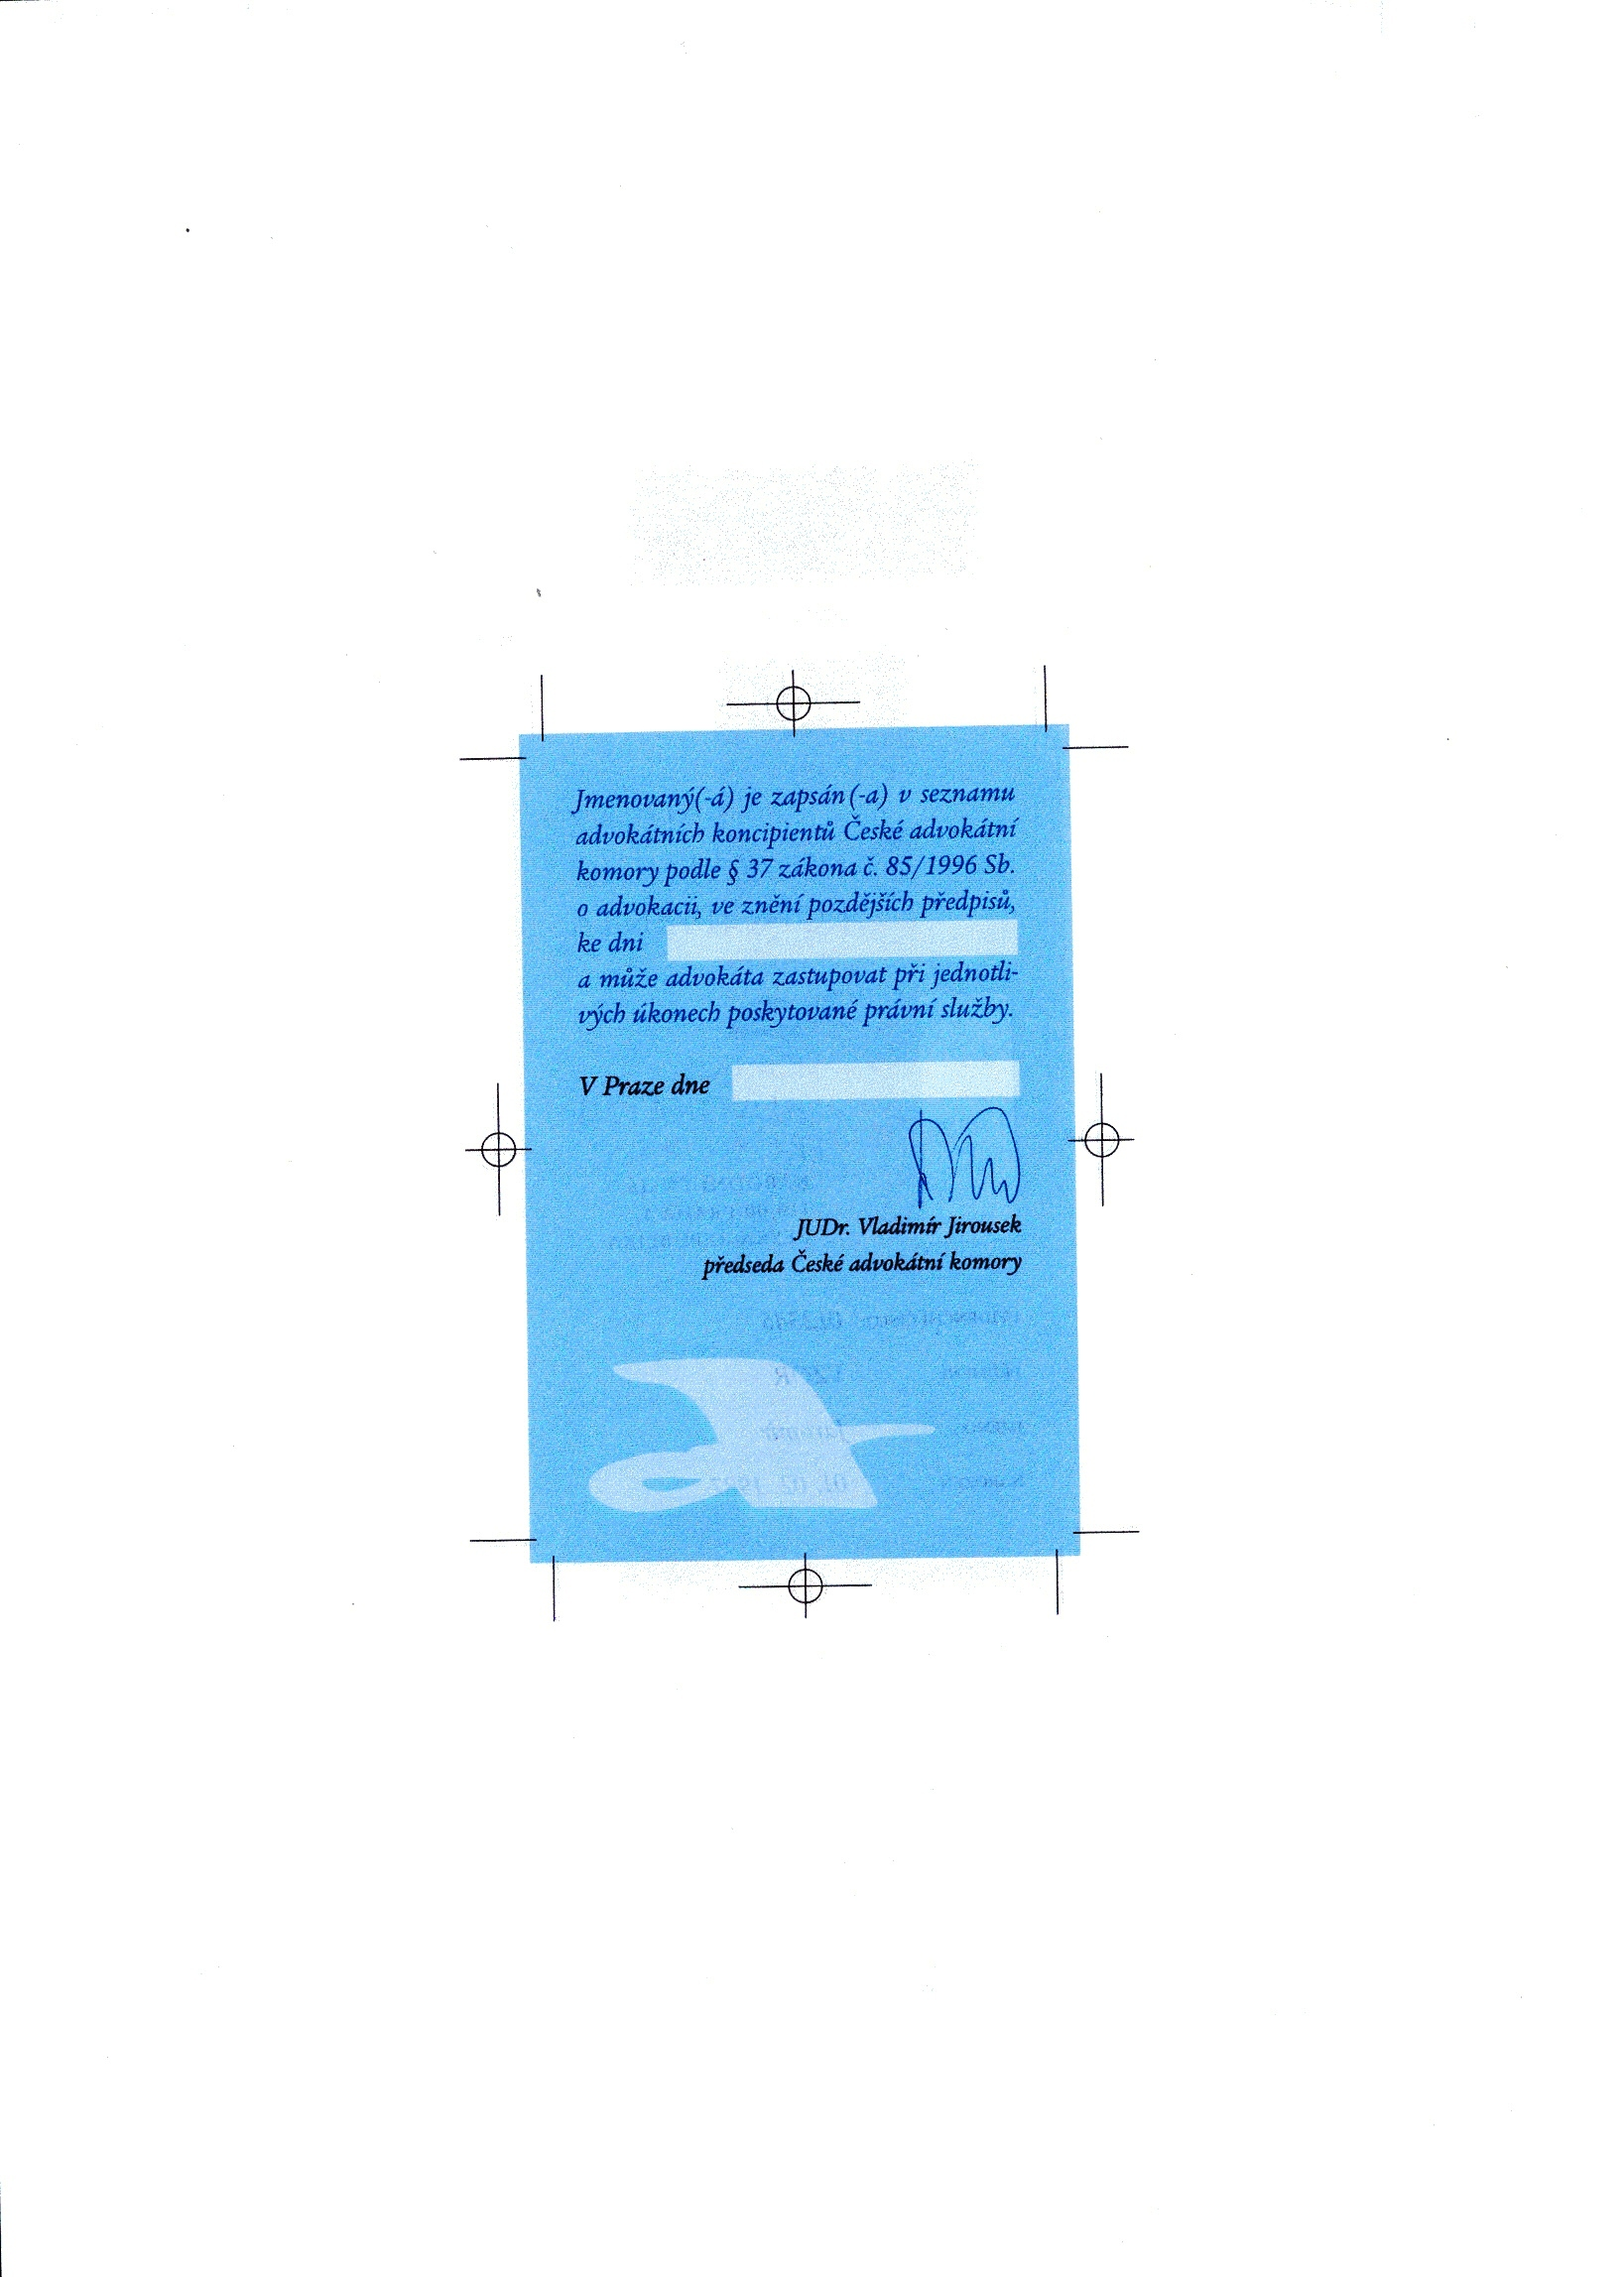 Jmenovaný(-á) je zapsán(-a) v seznamu
advokátních koncipientů České advokátní
komory podle § 37 zákona č. 85/1996 Sb.
o advokacii, ve znění pozdějších předpisů,
ke dni
a může advokáta zastupovat při jednotli-
vých úkonech poskytované právní služby.
V Praze dne
JUDr. Vladimír Jirousek
předseda České advokátní komory